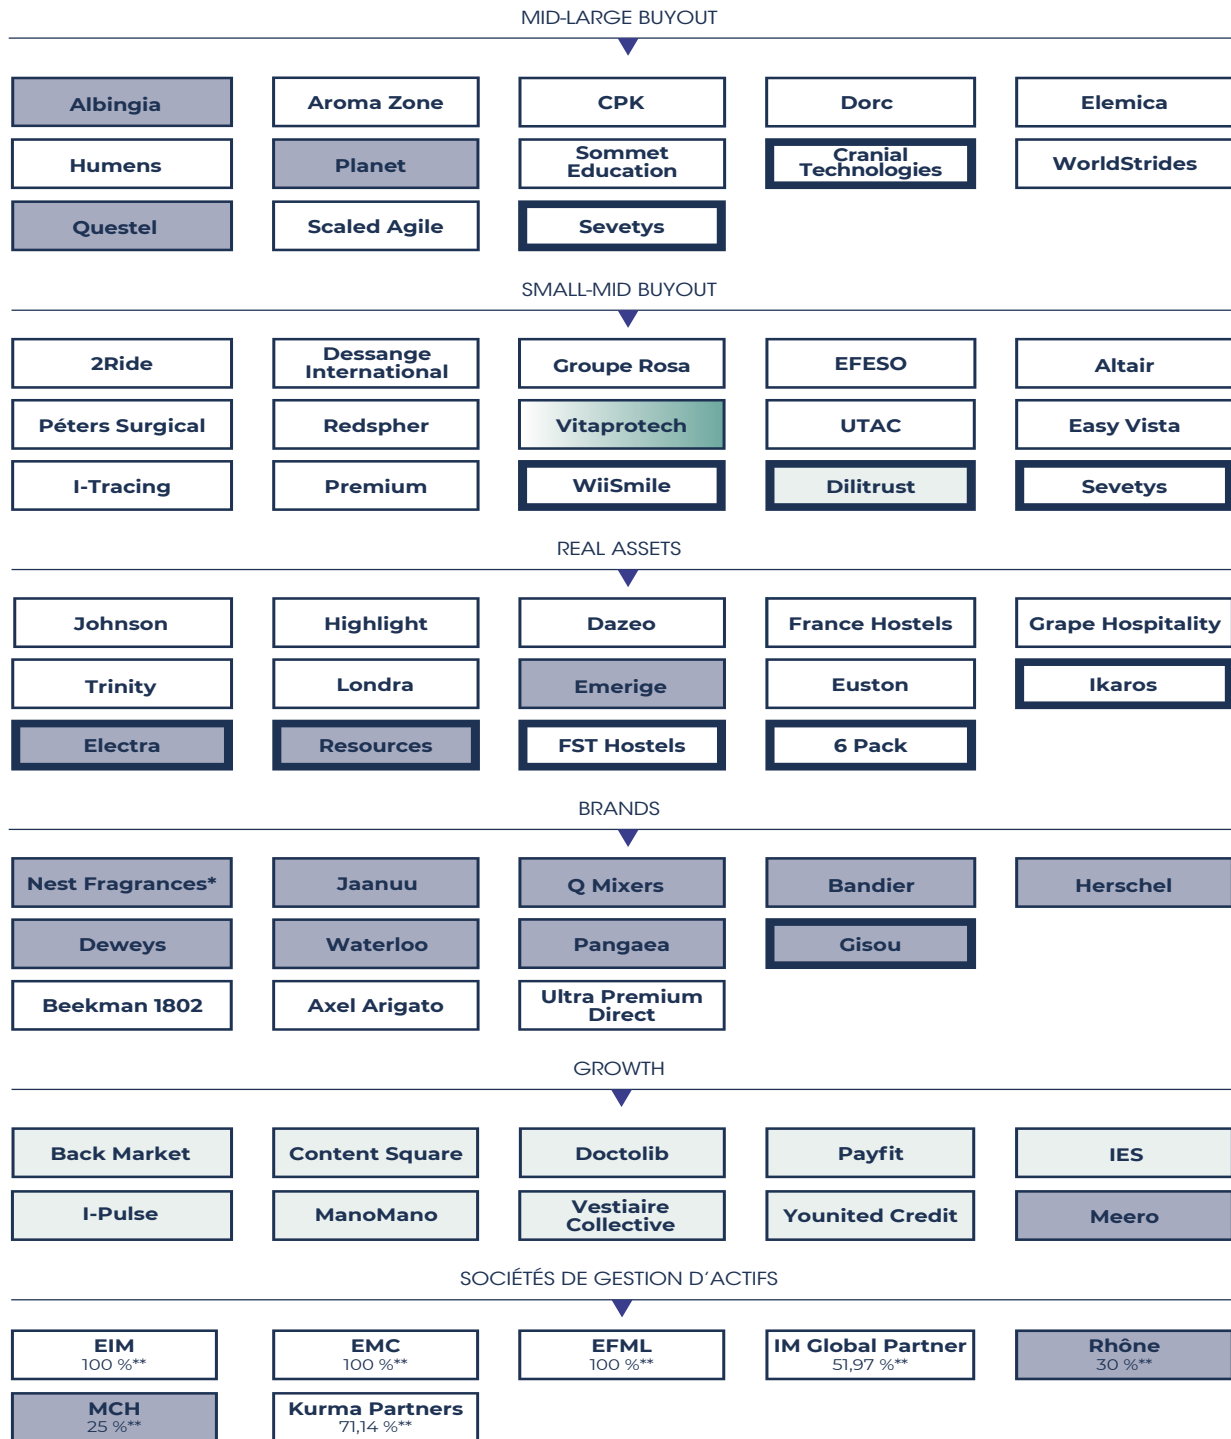 MID-LARGE BUYOUT
Albingia
Aroma Zone
CPK
Dorc
Elemica
Humens
Planet
Sommet
Education
Cranial
Technologies
WorldStrides
Questel
Scaled Agile
Sevetys
SMALL-MID BUYOUT
2Ride
Dessange
International
Groupe Rosa
EFESO
Altair
Péters Surgical
Redspher
Vitaprotech
UTAC
Easy Vista
I-Tracing
Premium
WiiSmile
Dilitrust
Sevetys
REAL ASSETS
Johnson
Highlight
Dazeo
France Hostels
Grape Hospitality
Trinity
Londra
Emerige
Euston
Ikaros
Electra
Resources
FST Hostels
6 Pack
BRANDS
Nest Fragrances*
Jaanuu
Q Mixers
Bandier
Herschel
Deweys
Waterloo
Pangaea
Gisou
Beekman 1802
Axel Arigato
Ultra Premium
Direct
GROWTH
Back Market
Content Square
Doctolib
Payfit
IES
I-Pulse
ManoMano
Vestiaire
Collective
Younited Credit
Meero
SOCIÉTÉS DE GESTION D'ACTIFS
EIM
100 %**
EMC
100 %**
EFML
100 %**
IM Global Partner
51,97 %**
Rhône
30 %**
MCH
25 %**
Kurma Partners
71,14 %**